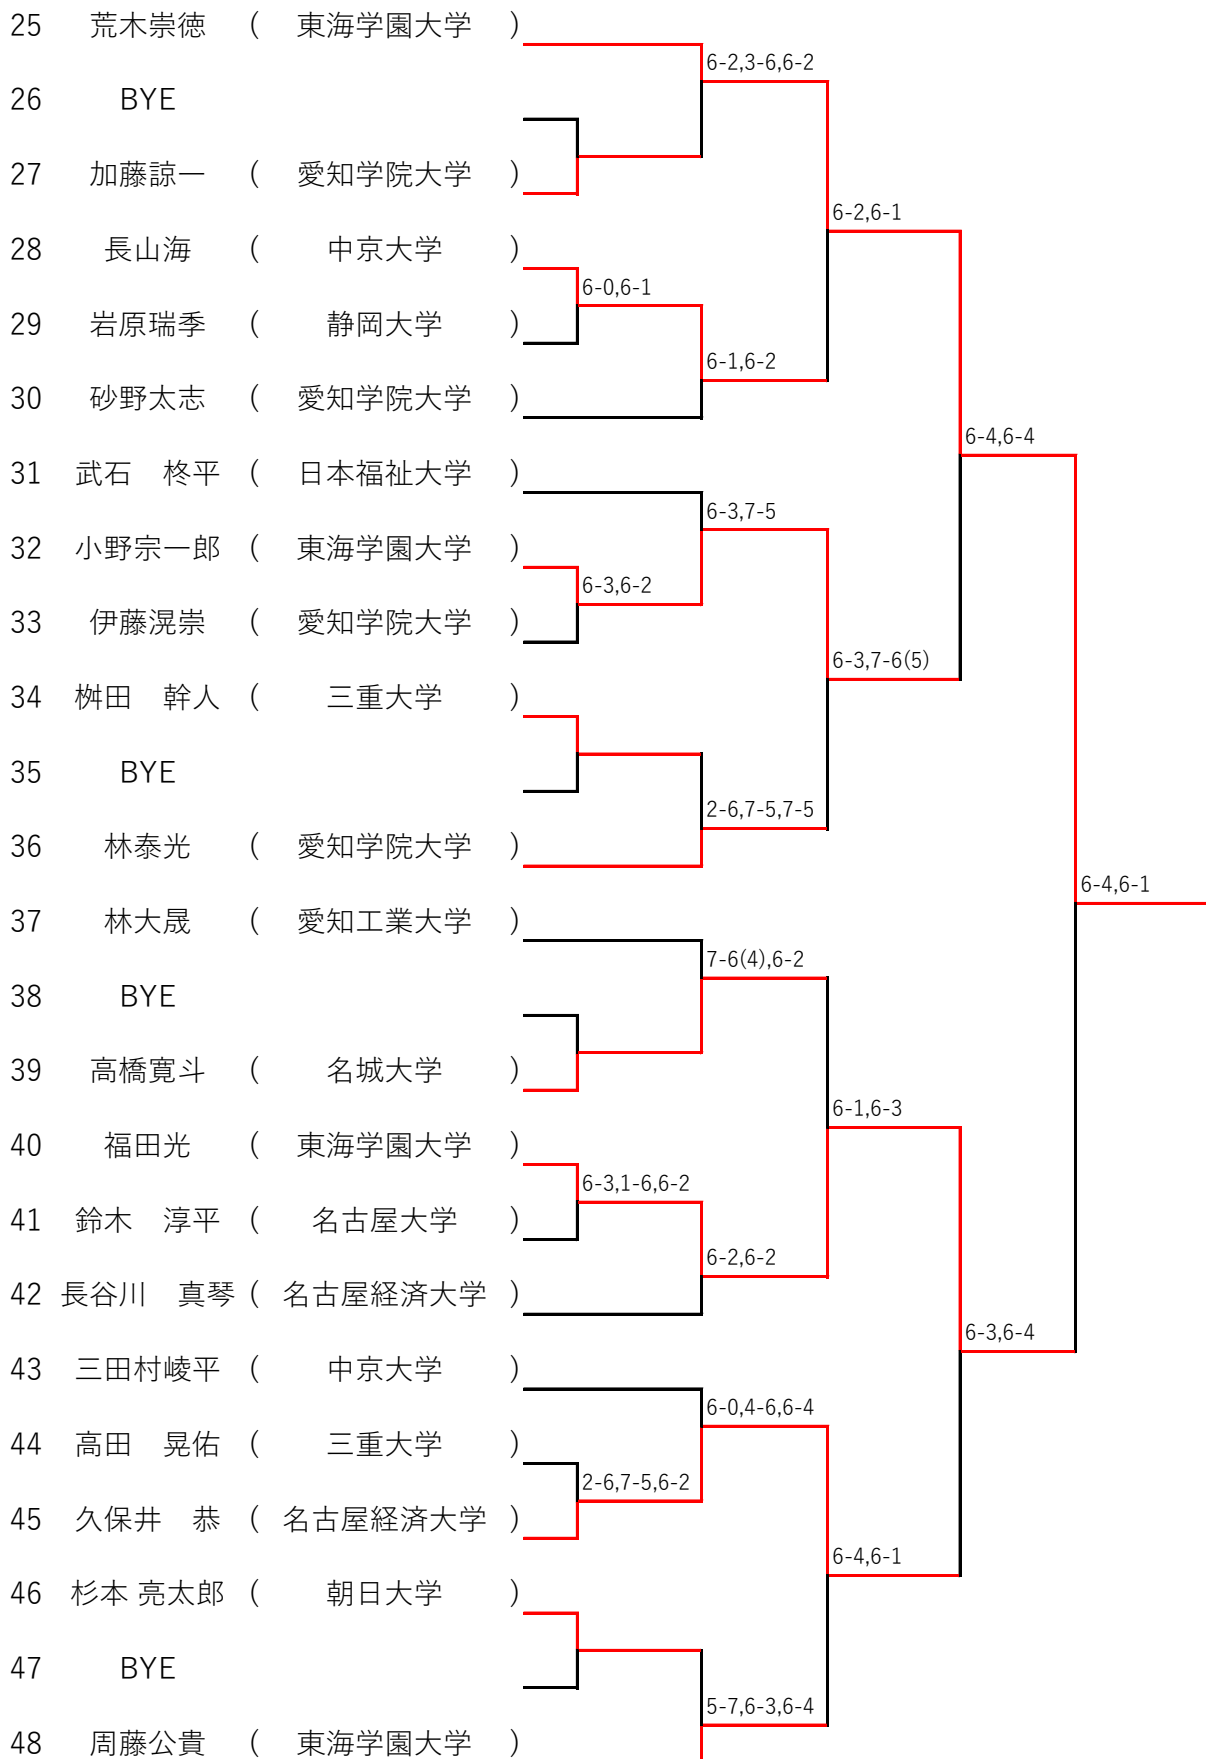 25 荒木崇徳 ( 東海学園大学 )
6-2,3-6,6-2
26 BYE
27 加藤諒一 ( 愛知学院大学 )
6-2,6-1
28 長山海 ( 中京大学 )
6-0,6-1
29 岩原瑞季 ( 静岡大学 )
6-1,6-2
30 砂野太志 ( 愛知学院大学 )
6-4,6-4
31 武石　柊平 ( 日本福祉大学 )
6-3,7-5
32 小野宗一郎 ( 東海学園大学 )
6-3,6-2
33 伊藤滉崇 ( 愛知学院大学 )
6-3,7-6(5)
34 桝田　幹人 ( 三重大学 )
35 BYE
2-6,7-5,7-5
36 林泰光 ( 愛知学院大学 )
6-4,6-1
37 林大晟 ( 愛知工業大学 )
7-6(4),6-2
38 BYE
39 高橋寛斗 ( 名城大学 )
6-1,6-3
40 福田光 ( 東海学園大学 )
6-3,1-6,6-2
41 鈴木　淳平 ( 名古屋大学 )
6-2,6-2
42 長谷川　真琴 ( 名古屋経済大学 )
6-3,6-4
43 三田村崚平 ( 中京大学 )
6-0,4-6,6-4
44 高田　晃佑 ( 三重大学 )
2-6,7-5,6-2
45 久保井　恭 ( 名古屋経済大学 )
6-4,6-1
46 杉本 亮太郎 ( 朝日大学 )
47 BYE
5-7,6-3,6-4
48 周藤公貴 ( 東海学園大学 )